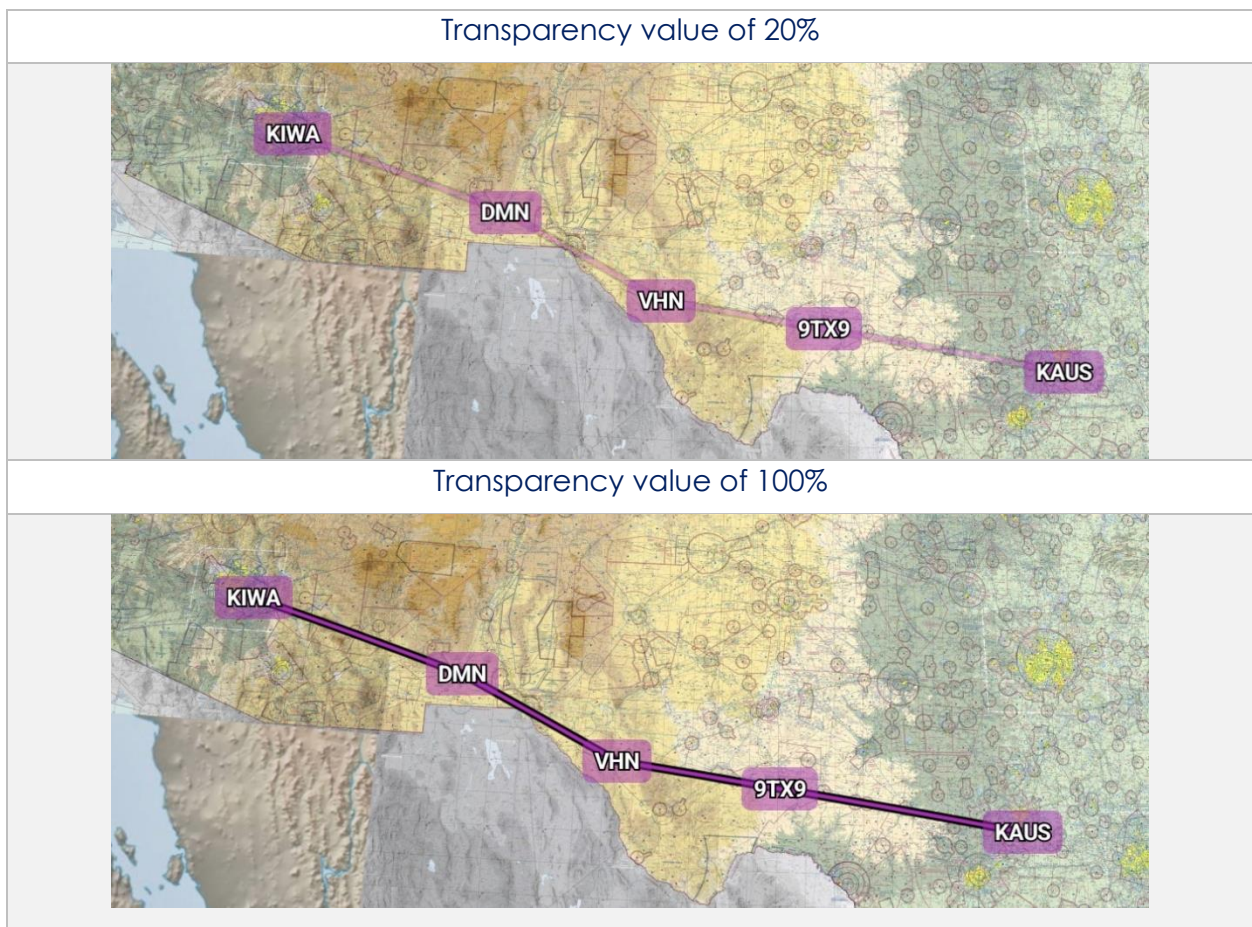 Transparency value of 20%
KIWA
DMN
VHN
9TX9
KAUS
Transparency value of 100%
KIWA
DMN
VHN
9TX9
KAUS